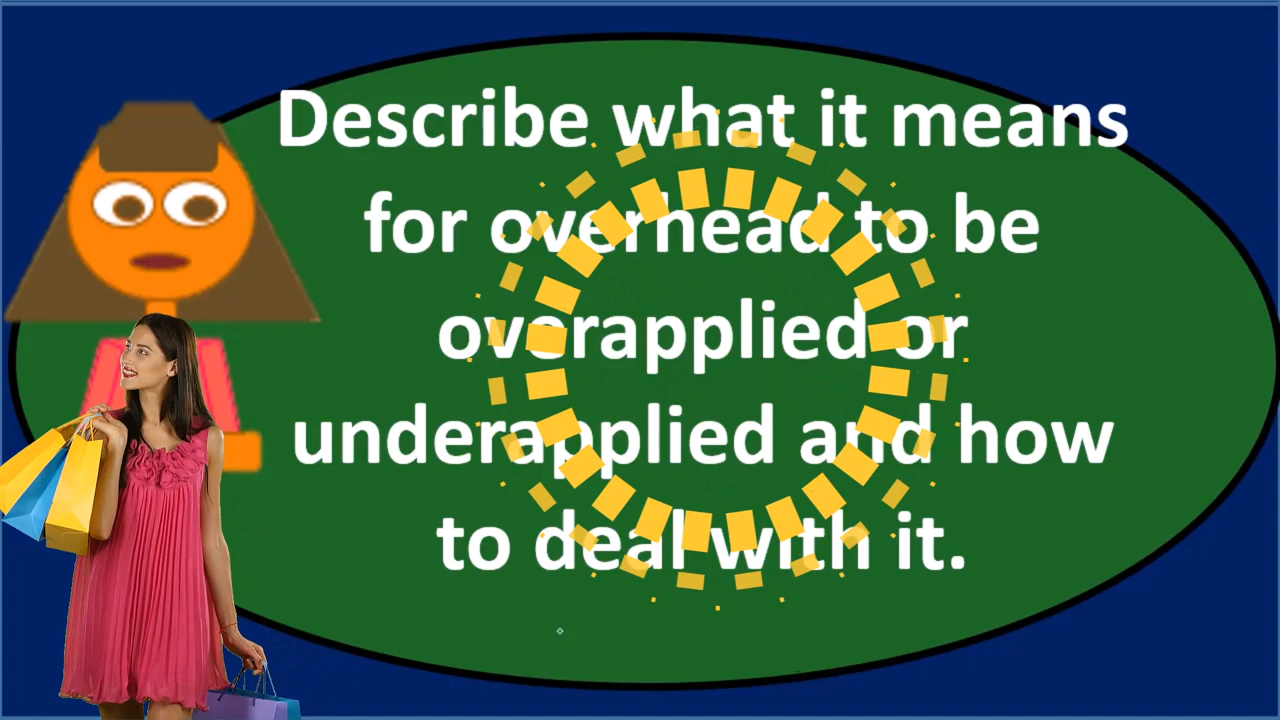 Describe what it means
for overhead to be
overapplied or
underapplied and how
to deal with it.